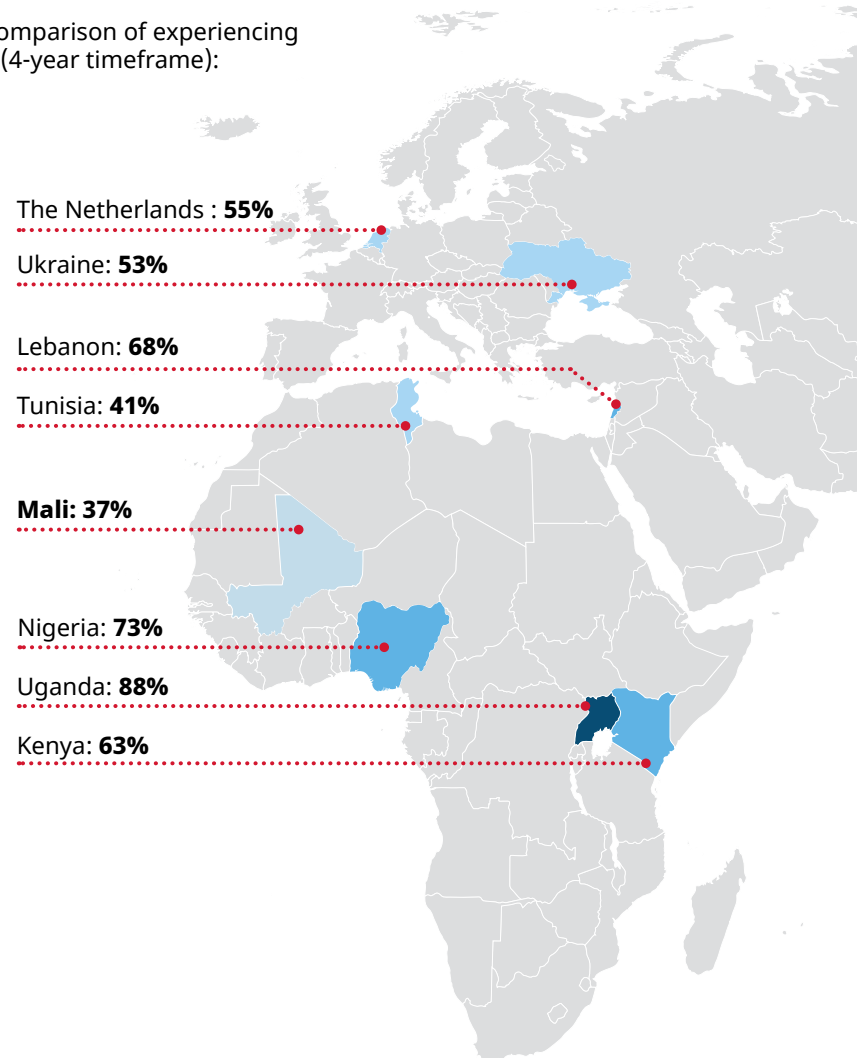 omparison of experiencing
(4-year timeframe):
The Netherlands : 55%
Ukraine: 53%
Lebanon: 68%
Tunisia: 41%
Mali: 37%
Nigeria: 73%
Uganda: 88%
Kenya: 63%